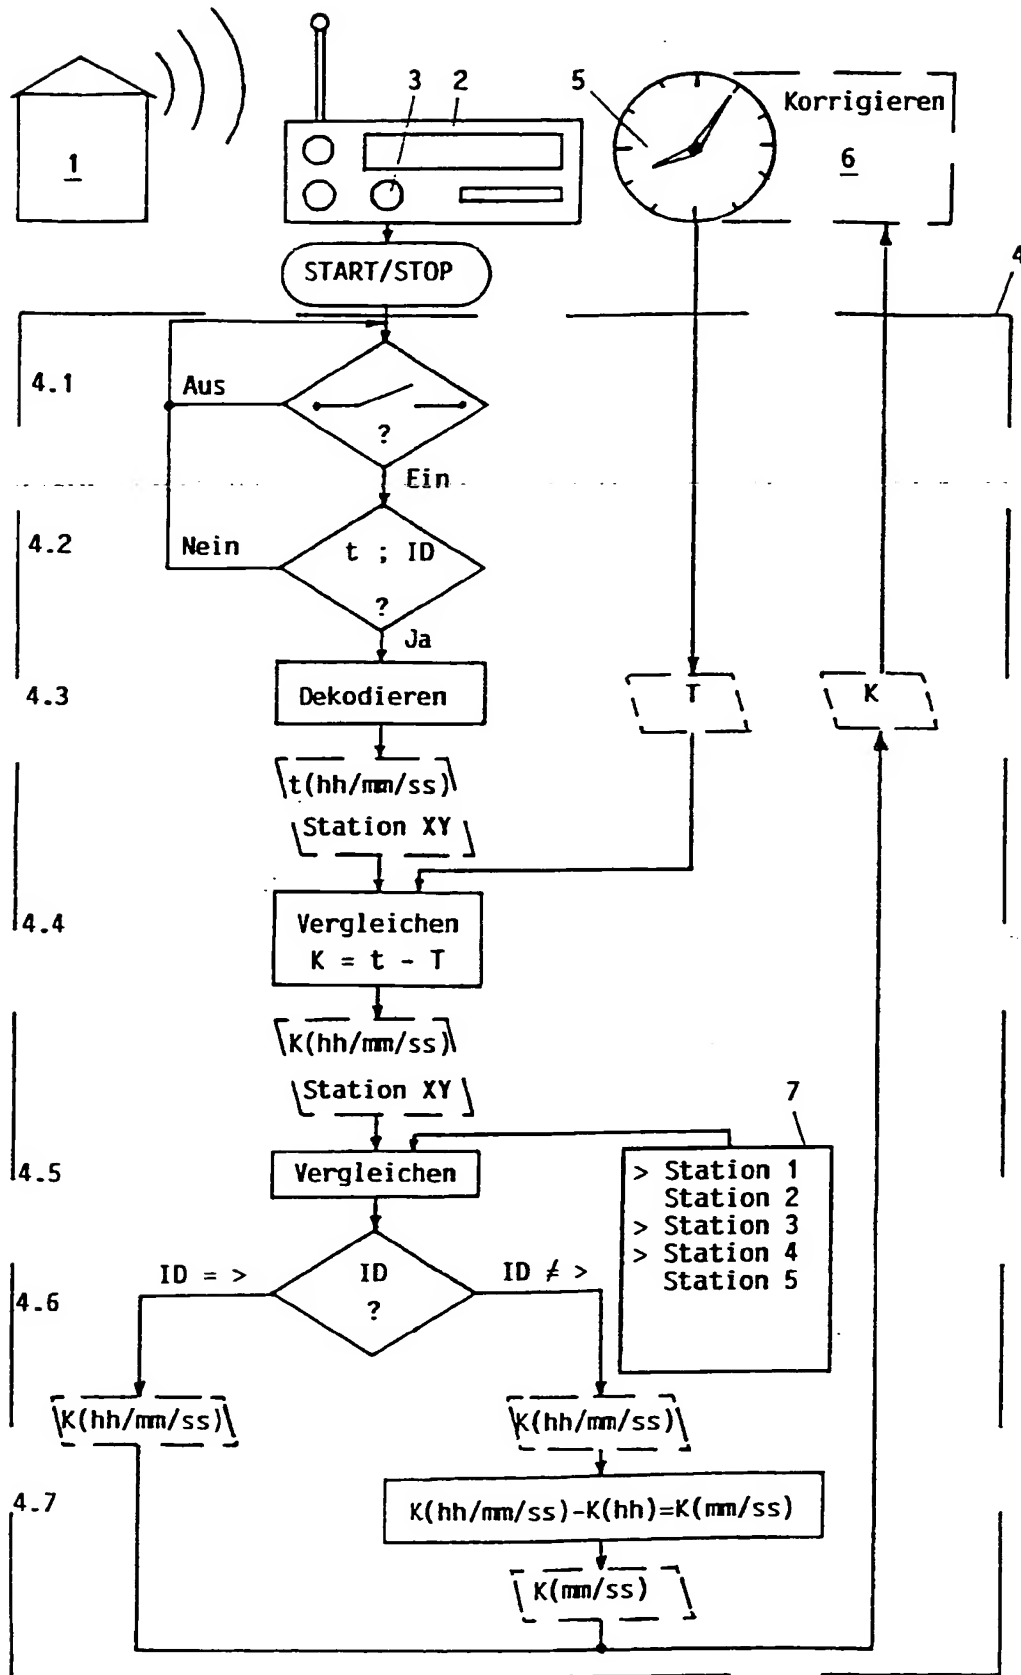 3 2 5
Korrigieren
1
6
START/STOP
4
4.1
Aus
?
Ein
4.2
Nein
t ; ID
?
Ja
4.3
Dekodieren
T
K
t(hh/mm/ss)
Station XY
4.4
Vergleichen
K = t - T
K(hh/mm/ss)
Station XY
7
4.5
Vergleichen
> Station 1
Station 2
> Station 3
> Station 4
Station 5
4.6
ID = >
ID
?
ID ≠ >
K(hh/mm/ss)
K(hh/mm/ss)
4.7
K(hh/mm/ss)-K(hh)=K(mm/ss)
K(mm/ss)